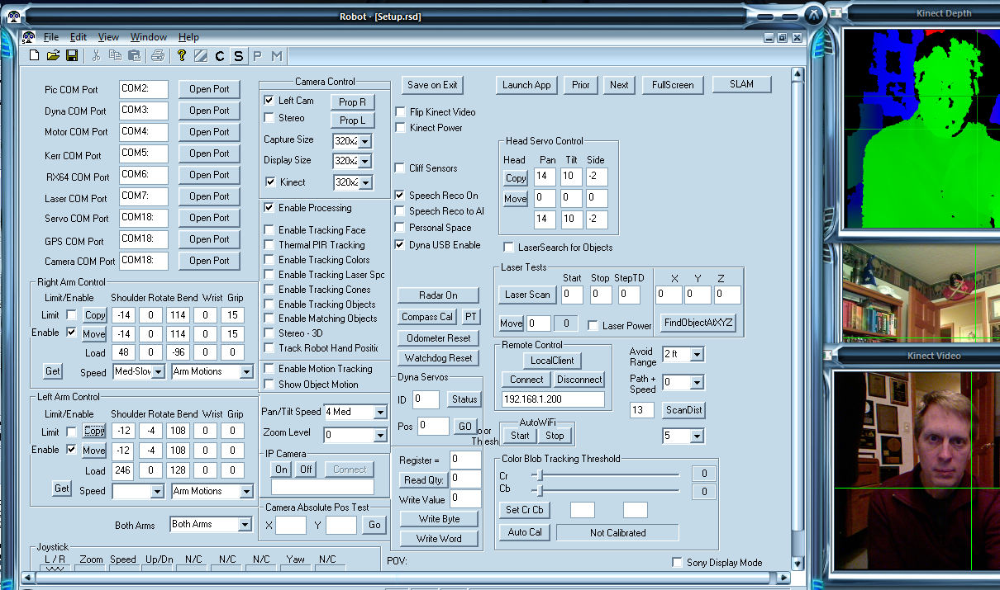 Robot - [Setup.rsd]
Kinect Depth
File Edit View Window Help
C S P M
Pic COM Port COM2: Open Port
Dyna COM Port COM3: Open Port
Motor COM Port COM4: Open Port
Kerr COM Port COM5: Open Port
RX64 COM Port COM6: Open Port
Laser COM Port COM7: Open Port
Servo COM Port COM18: Open Port
GPS COM Port COM18: Open Port
Camera COM Port COM18: Open Port
Right Arm Control
Limit/Enable Shoulder Rotate Bend Wrist Grip
Limit Copy -14 0 114 0 15
Enable Move -14 0 114 0 15
Load 48 0 -96 0 0
Get Speed Med-Slow Arm Motions
Left Arm Control
Limit/Enable Shoulder Rotate Bend Wrist Grip
Limit Copy -12 -4 108 0 0
Enable Move -12 -4 108 0 0
Load 246 0 128 0 0
Get Speed Arm Motions
Both Arms Both Arms
Joystick
L / R Zoom Speed Up/Dn N/C N/C N/C Yaw N/C
POV:
Camera Control
Left Cam Prop R
Stereo Prop L
Capture Size 320x2
Display Size 320x2
Kinect 320x2
Enable Processing
Enable Tracking Face
Thermal PIR Tracking
Enable Tracking Colors
Enable Tracking Laser Spo
Enable Tracking Cones
Enable Tracking Objects
Enable Matching Objects
Stereo - 3D
Track Robot Hand Positic
Enable Motion Tracking
Show Object Motion
Pan/Tilt Speed 4 Med
Zoom Level 0
IP Camera
On Off Connect
Camera Absolute Pos Test
X Y Go
Save on Exit
Flip Kinect Video
Kinect Power
Cliff Sensors
Speech Reco On
Speech Reco to AI
Personal Space
Dyna USB Enable
Radar On
Compass Cal PT
Odometer Reset
Watchdog Reset
Dyna Servos
ID 0 Status
Pos 0 GO
o or
Thesh
Register = 0
Read Qty: 0
Write Value 0
Write Byte
Write Word
Launch App Prior Next FullScreen SLAM
Head Servo Control
Head Pan Tilt Side
Copy 14 10 -2
Move 0 0 0
14 10 -2
LaserSearch for Objects
Laser Tests
Start Stop StepTD X Y Z
Laser Scan 0 0 0 0 0 0
Move 0 0 Laser Power FindObjectAtXYZ
Remote Control
LocalClient
Connect Disconnect
192.168.1.200
Avoid Range 2 ft
Path + Speed 0
13 ScanDist
5
AutoWiFi
Start Stop
Color Blob Tracking Threshold
Cr 0
Cb 0
Set Cr Cb
Auto Cal Not Calibrated
Sony Display Mode
Kinect Video